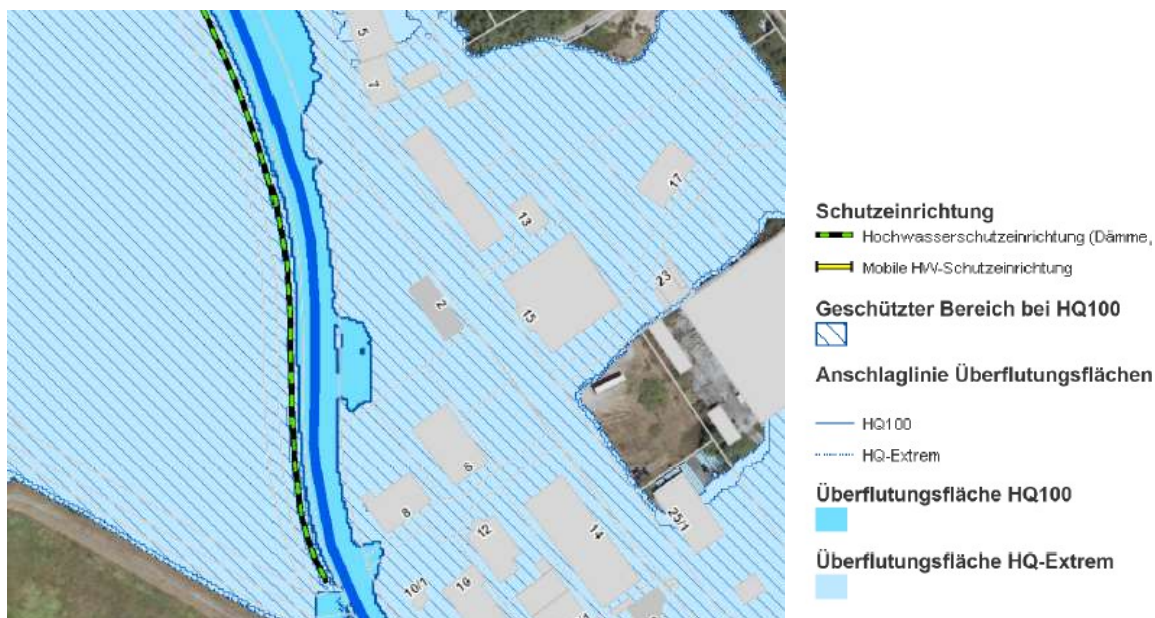 5
7
17
13
23
2
15
6
8
12
14
25/1
10/1
16
Schutzeinrichtung
Hochwasserschutzeinrichtung (Dämme,
Mobile HW-Schutzeinrichtung
Geschützter Bereich bei HQ100
Anschlaglinie Überflutungsflächen
HQ100
HQ-Extrem
Überflutungsfläche HQ100
Überflutungsfläche HQ-Extrem